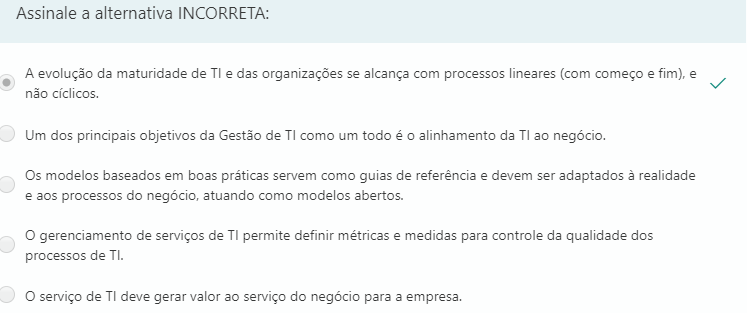 Assinale a alternativa INCORRETA:
A evolução da maturidade de TI e das organizações se alcança com processos lineares (com começo e fim), e
não cíclicos.
Um dos principais objetivos da Gestão de TI como um todo é o alinhamento da TI ao negócio.
Os modelos baseados em boas práticas servem como guias de referência e devem ser adaptados à realidade
e aos processos do negócio, atuando como modelos abertos.
O gerenciamento de serviços de TI permite definir métricas e medidas para controle da qualidade dos
processos de TI.
O serviço de TI deve gerar valor ao serviço do negócio para a empresa.